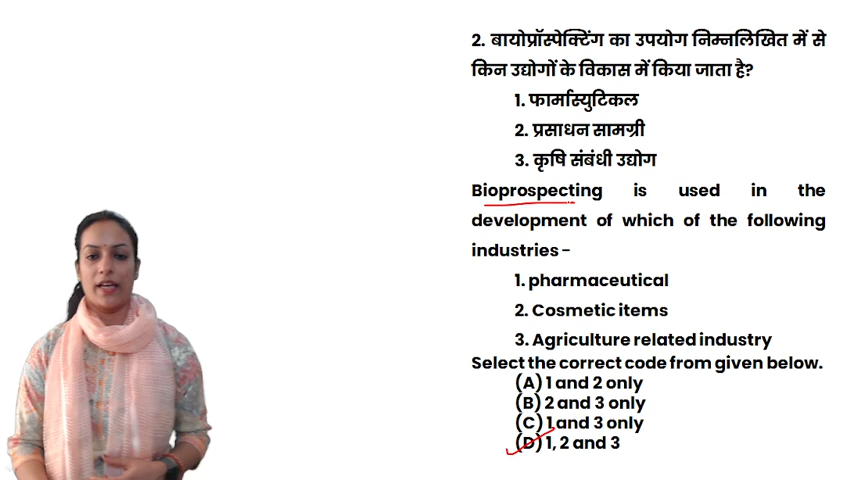 2. बायोप्रॉस्पेक्टिंग का उपयोग निम्नलिखित में से
किन उद्योगों के विकास में किया जाता है?
1. फार्मास्युटिकल
2. प्रसाधन सामग्री
3. कृषि संबंधी उद्योग
Bioprospecting is used in the
development of which of the following
industries -
1. pharmaceutical
2. Cosmetic items
3. Agriculture related industry
Select the correct code from given below.
(A) 1 and 2 only
(B) 2 and 3 only
(C) 1 and 3 only
(D) 1, 2 and 3